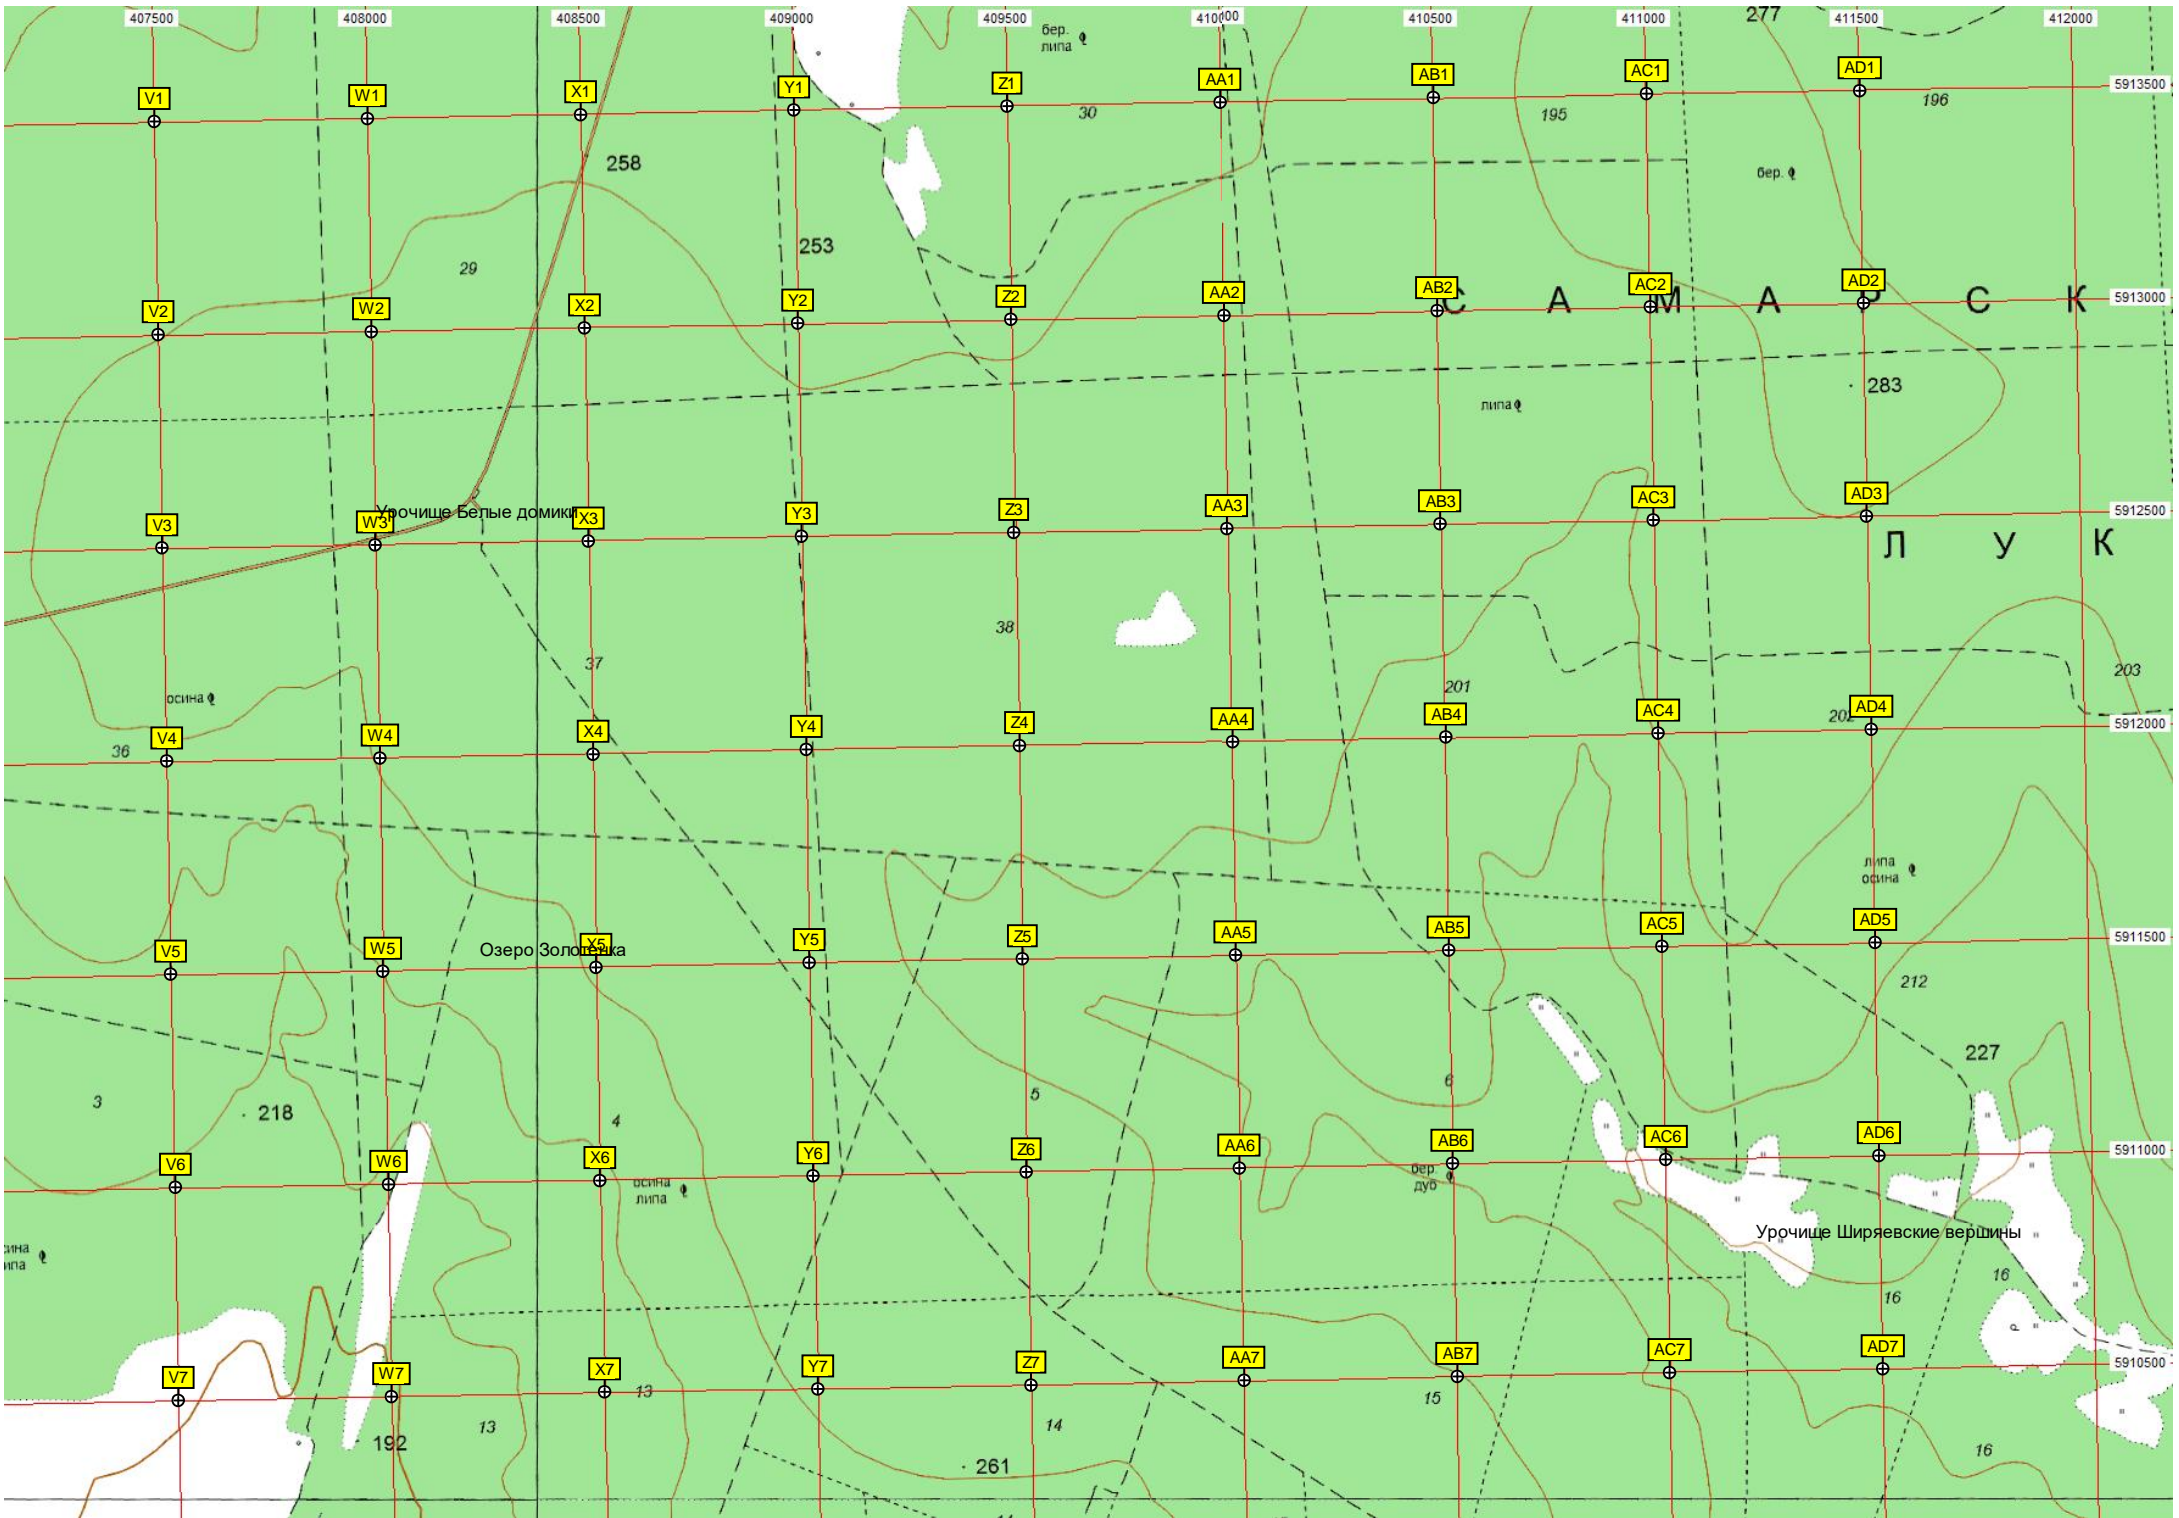 407500 408000 408500 409000 409500 410000 410500 411000 411500 412000
277
бер.
липа
V1 W1 X1 Y1 Z1 AA1 AB1 AC1 AD1
5913500
30 195 196
258
бер.
253
29
V2 W2 X2 Y2 Z2 AA2 AB2 AC2 AD2
5913000
С А М А Р С К
283
липа
V3 W3 X3 Y3 Z3 AA3 AB3 AC3 AD3
Урочище Белые домики
5912500
Л У К
38
37
осина
201
203
202
36
V4 W4 X4 Y4 Z4 AA4 AB4 AC4 AD4
5912000
липа
осина
V5 W5 X5 Y5 Z5 AA5 AB5 AC5 AD5
Озеро Золотенка
5911500
212
227
3
218
4
5
6
V6 W6 X6 Y6 Z6 AA6 AB6 AC6 AD6
5911000
осина
липа
бер.
дуб
Урочище Ширяевские вершины
16
16
V7 W7 X7 Y7 Z7 AA7 AB7 AC7 AD7
5910500
13
13
14
15
16
192
261